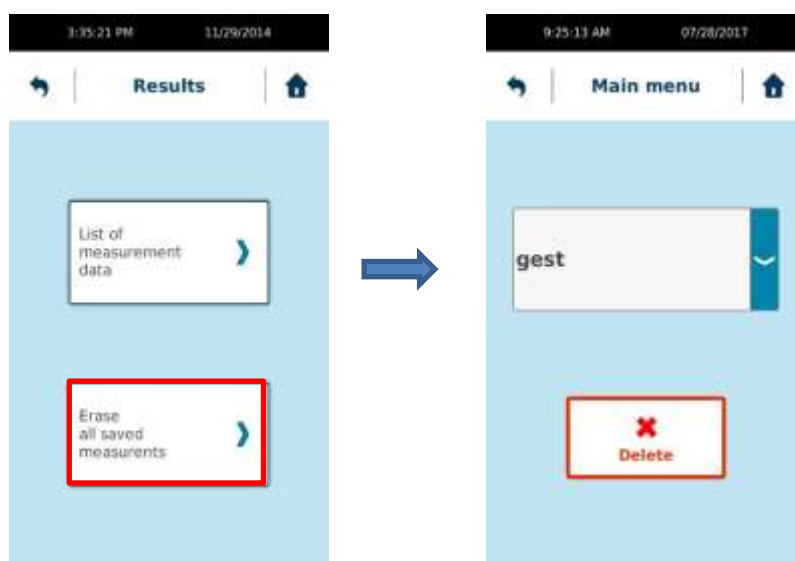 3:35:21 PM 11/29/2014
Results
List of
measurement
data
Erase
all saved
measurents
9:25:13 AM 07/28/2017
Main menu
gest
Delete